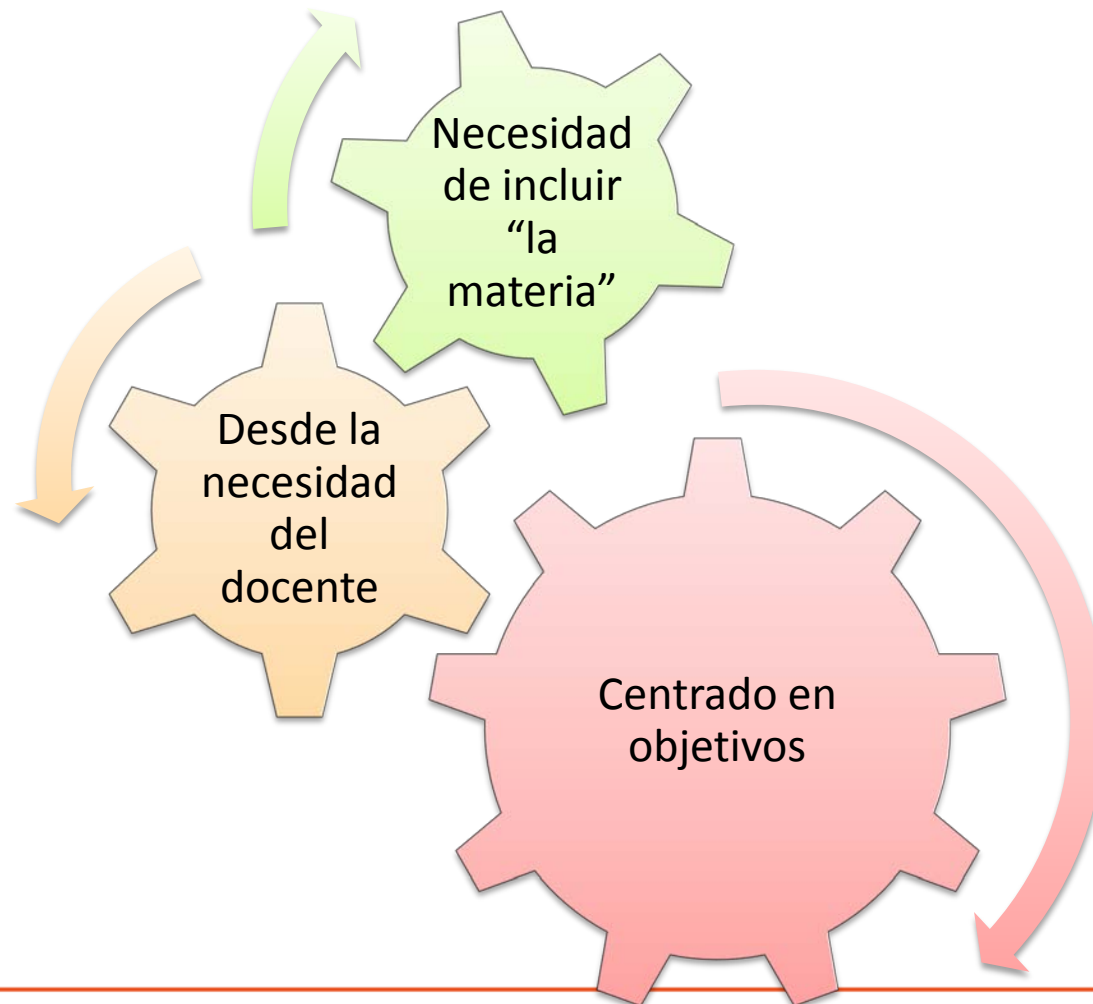 Necesidad
de incluir
“la
materia”
Desde la
necesidad
del
docente
Centrado en
objetivos